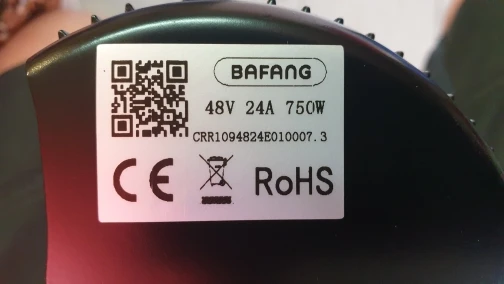 BAFANG
48V 24A 750W
CRR1094824E010007.3
CE
RoHS